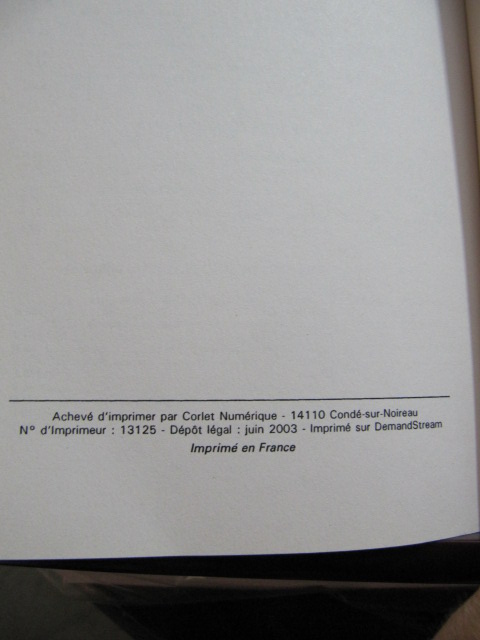 Achevé d'imprimer par Corlet Numérique - 14110 Condé-sur-Noireau
N° d'Imprimeur : 13125 - Dépôt légal : juin 2003 - Imprimé sur DemandStream
Imprimé en France